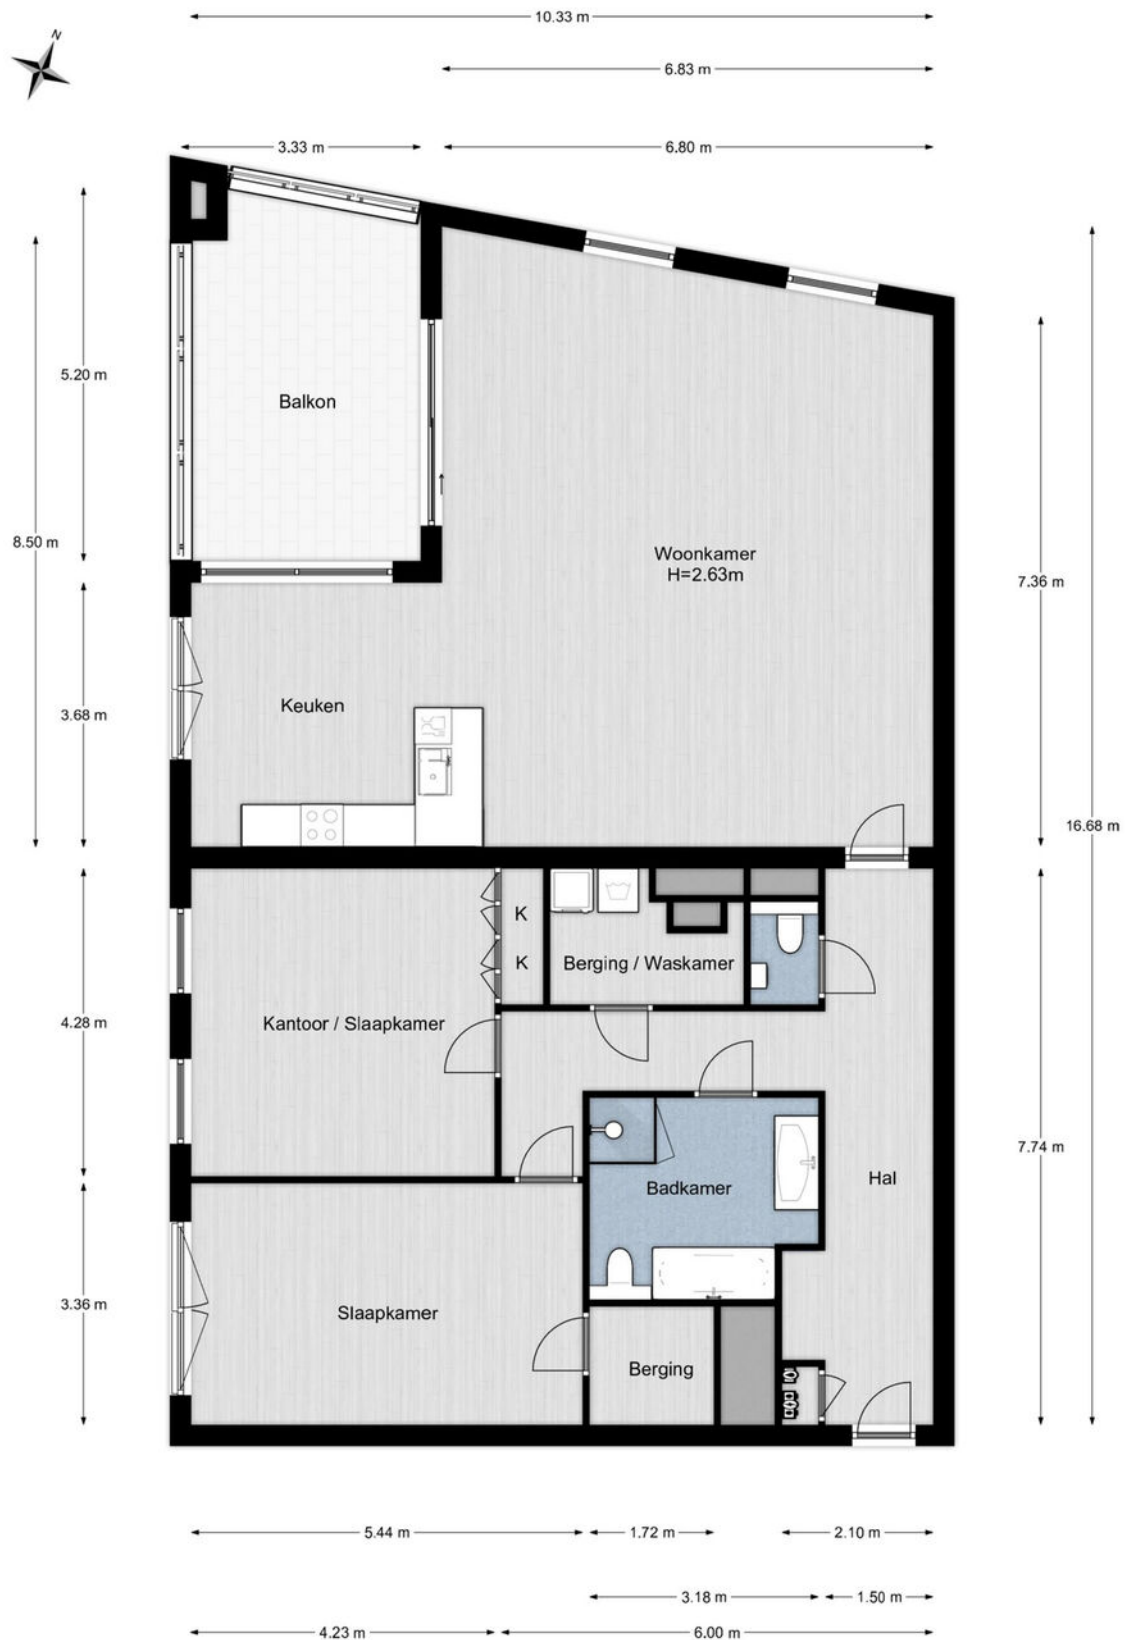 10.33 m
N
6.83 m
3.33 m
6.80 m
5.20 m
Balkon
8.50 m
Woonkamer
H=2.63m
7.36 m
Keuken
3.68 m
16.68 m
K
K
Berging / Waskamer
Kantoor / Slaapkamer
4.28 m
7.74 m
Hal
Badkamer
3.36 m
Slaapkamer
Berging
5.44 m
1.72 m
2.10 m
3.18 m
1.50 m
4.23 m
6.00 m